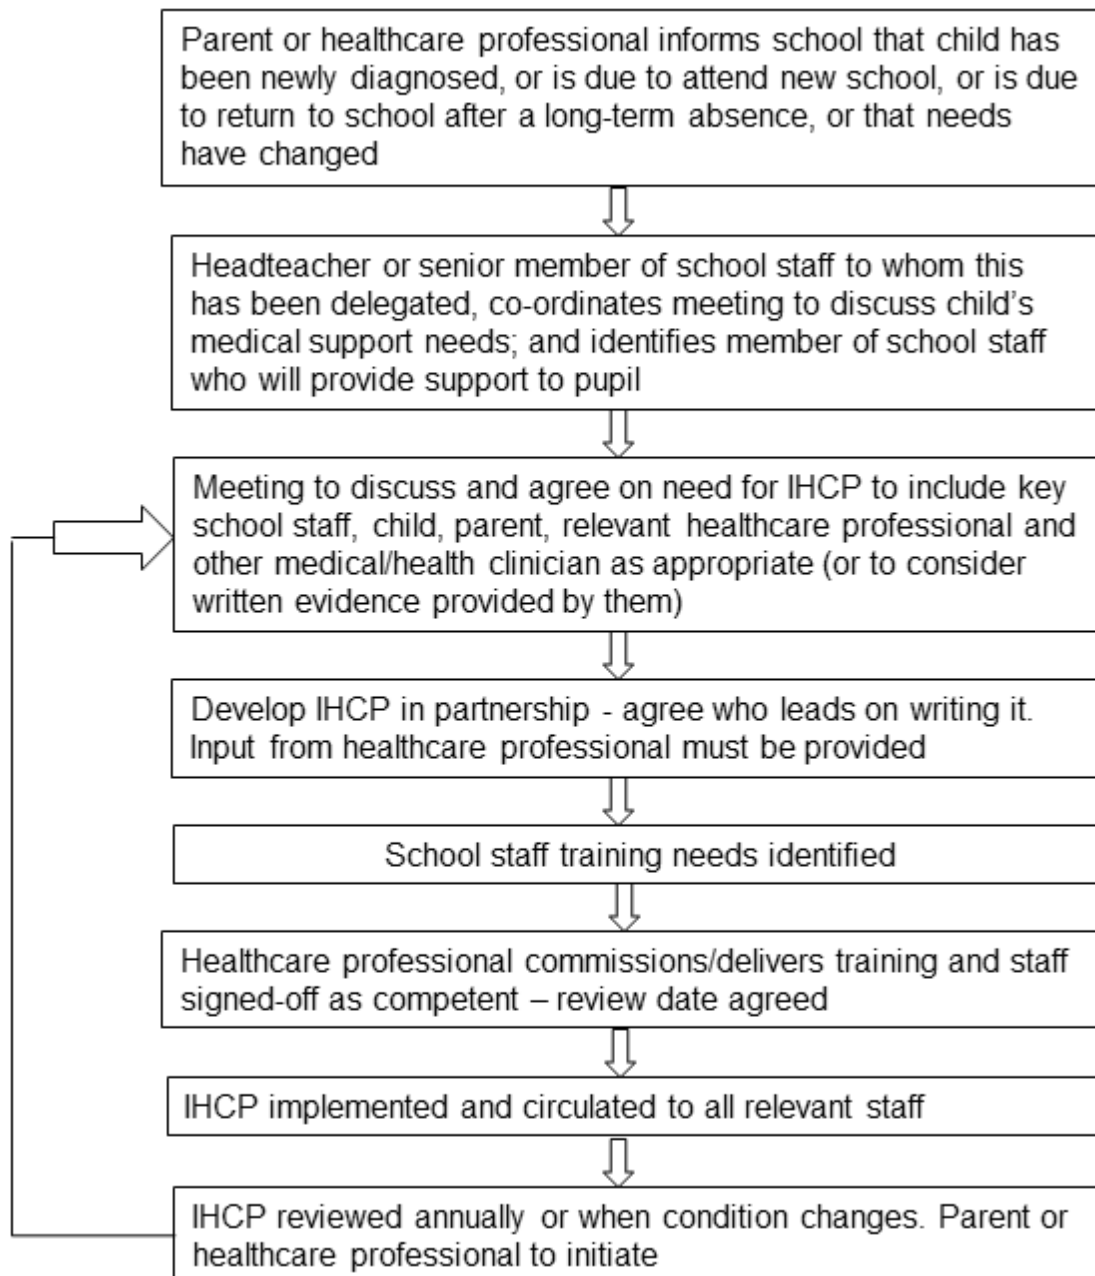 Parent or healthcare professional informs school that child has
been newly diagnosed, or is due to attend new school, or is due
to return to school after a long-term absence, or that needs
have changed
Headteacher or senior member of school staff to whom this
has been delegated, co-ordinates meeting to discuss child's
medical support needs; and identifies member of school staff
who will provide support to pupil
Meeting to discuss and agree on need for IHCP to include key
school staff, child, parent, relevant healthcare professional and
other medical/health clinician as appropriate (or to consider
written evidence provided by them)
Develop IHCP in partnership - agree who leads on writing it.
Input from healthcare professional must be provided
School staff training needs identified
Healthcare professional commissions/delivers training and staff
signed-off as competent – review date agreed
IHCP implemented and circulated to all relevant staff
IHCP reviewed annually or when condition changes. Parent or
healthcare professional to initiate